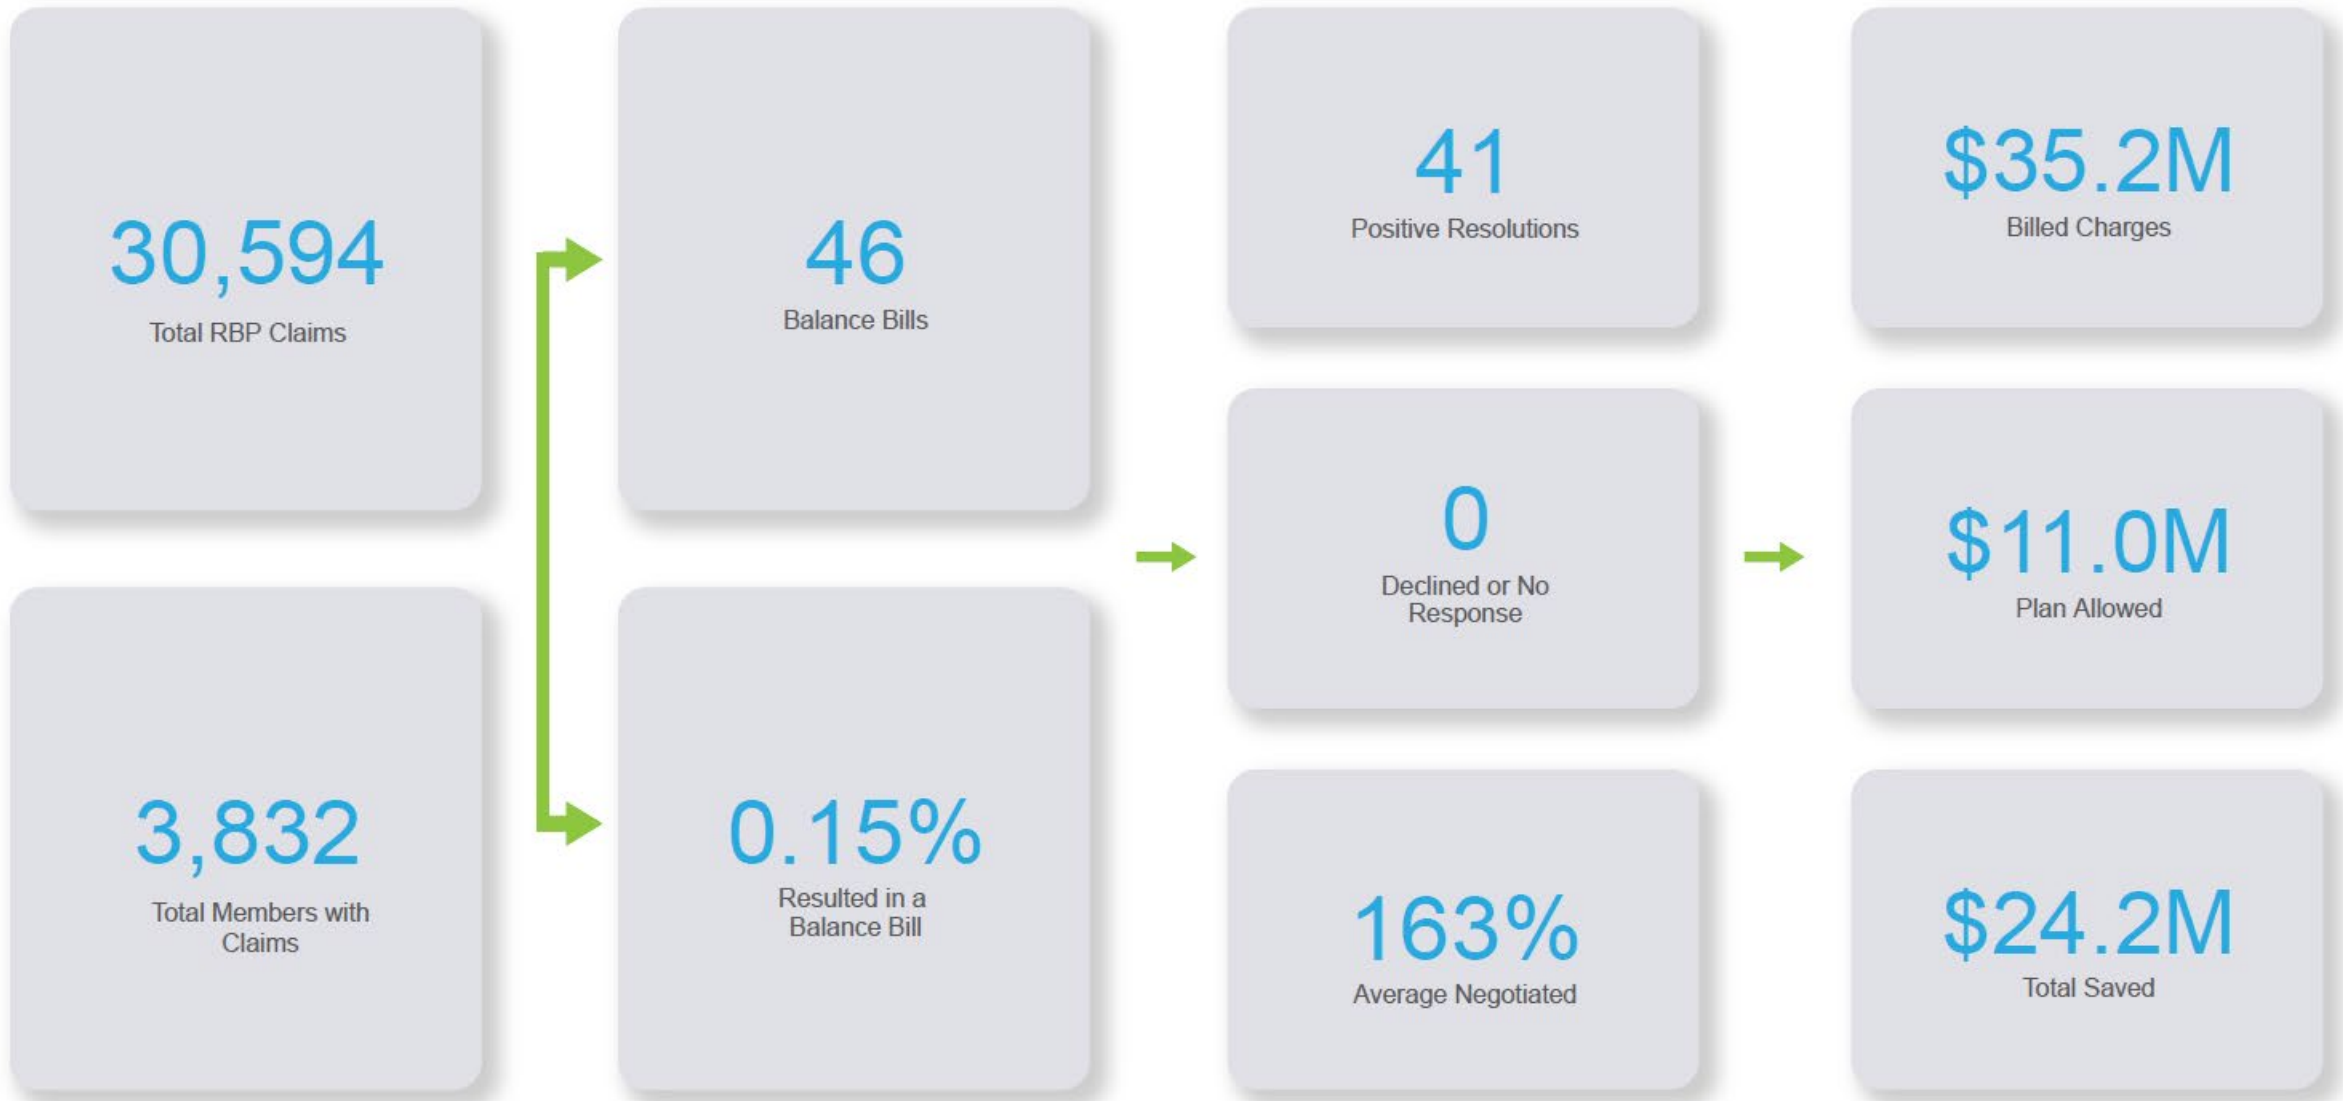 30,594
Total RBP Claims
3,832
Total Members with
Claims
46
Balance Bills
0.15%
Resulted in a
Balance Bill
41
Positive Resolutions
0
Declined or No
Response
163%
Average Negotiated
$35.2M
Billed Charges
$11.0M
Plan Allowed
$24.2M
Total Saved